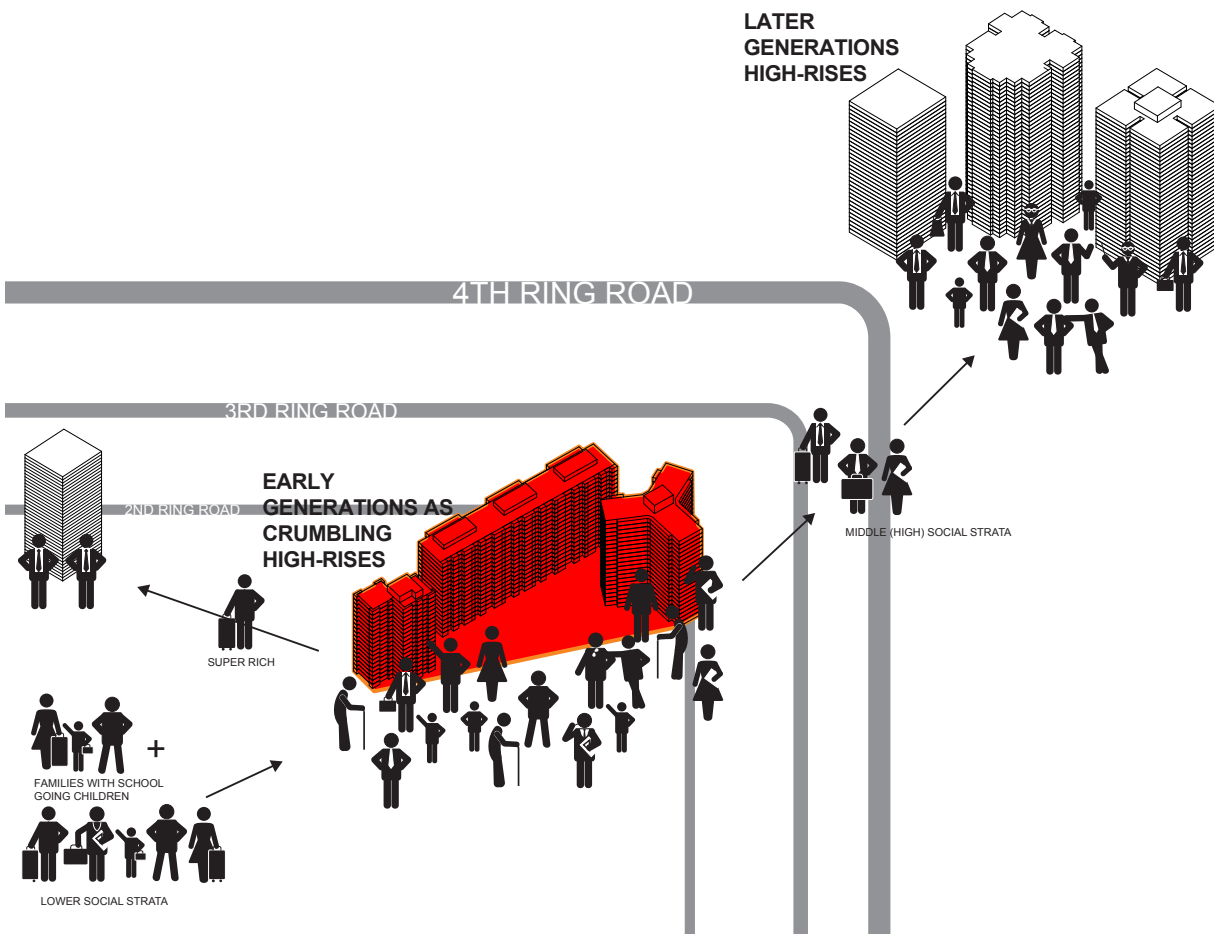 LATER
GENERATIONS
HIGH-RISES
4TH RING ROAD
3RD RING ROAD
EARLY
GENERATIONS AS
CRUMBLING
HIGH-RISES
2ND RING ROAD
MIDDLE (HIGH) SOCIAL STRATA
SUPER RICH
+
FAMILIES WITH SCHOOL
GOING CHILDREN
LOWER SOCIAL STRATA